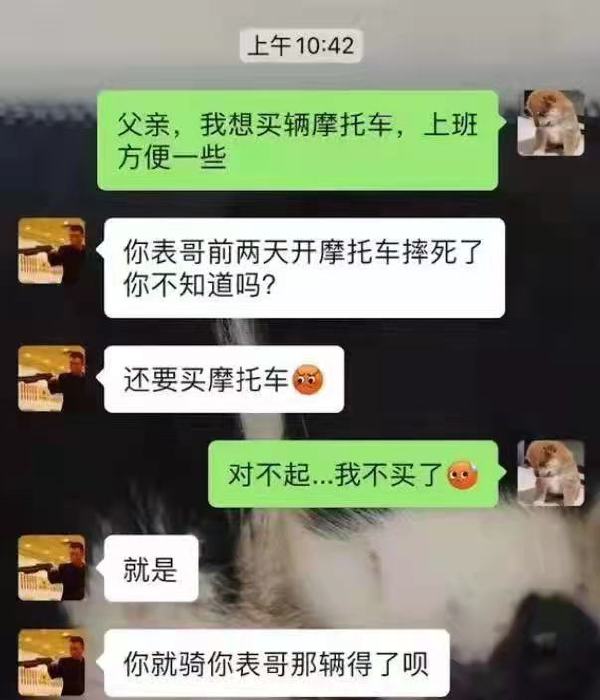 上午10:42
父亲，我想买辆摩托车，上班
方便一些
你表哥前两天开摩托车摔死了
你不知道吗？
还要买摩托车
对不起...我不买了
就是
你就骑你表哥那辆得了呗